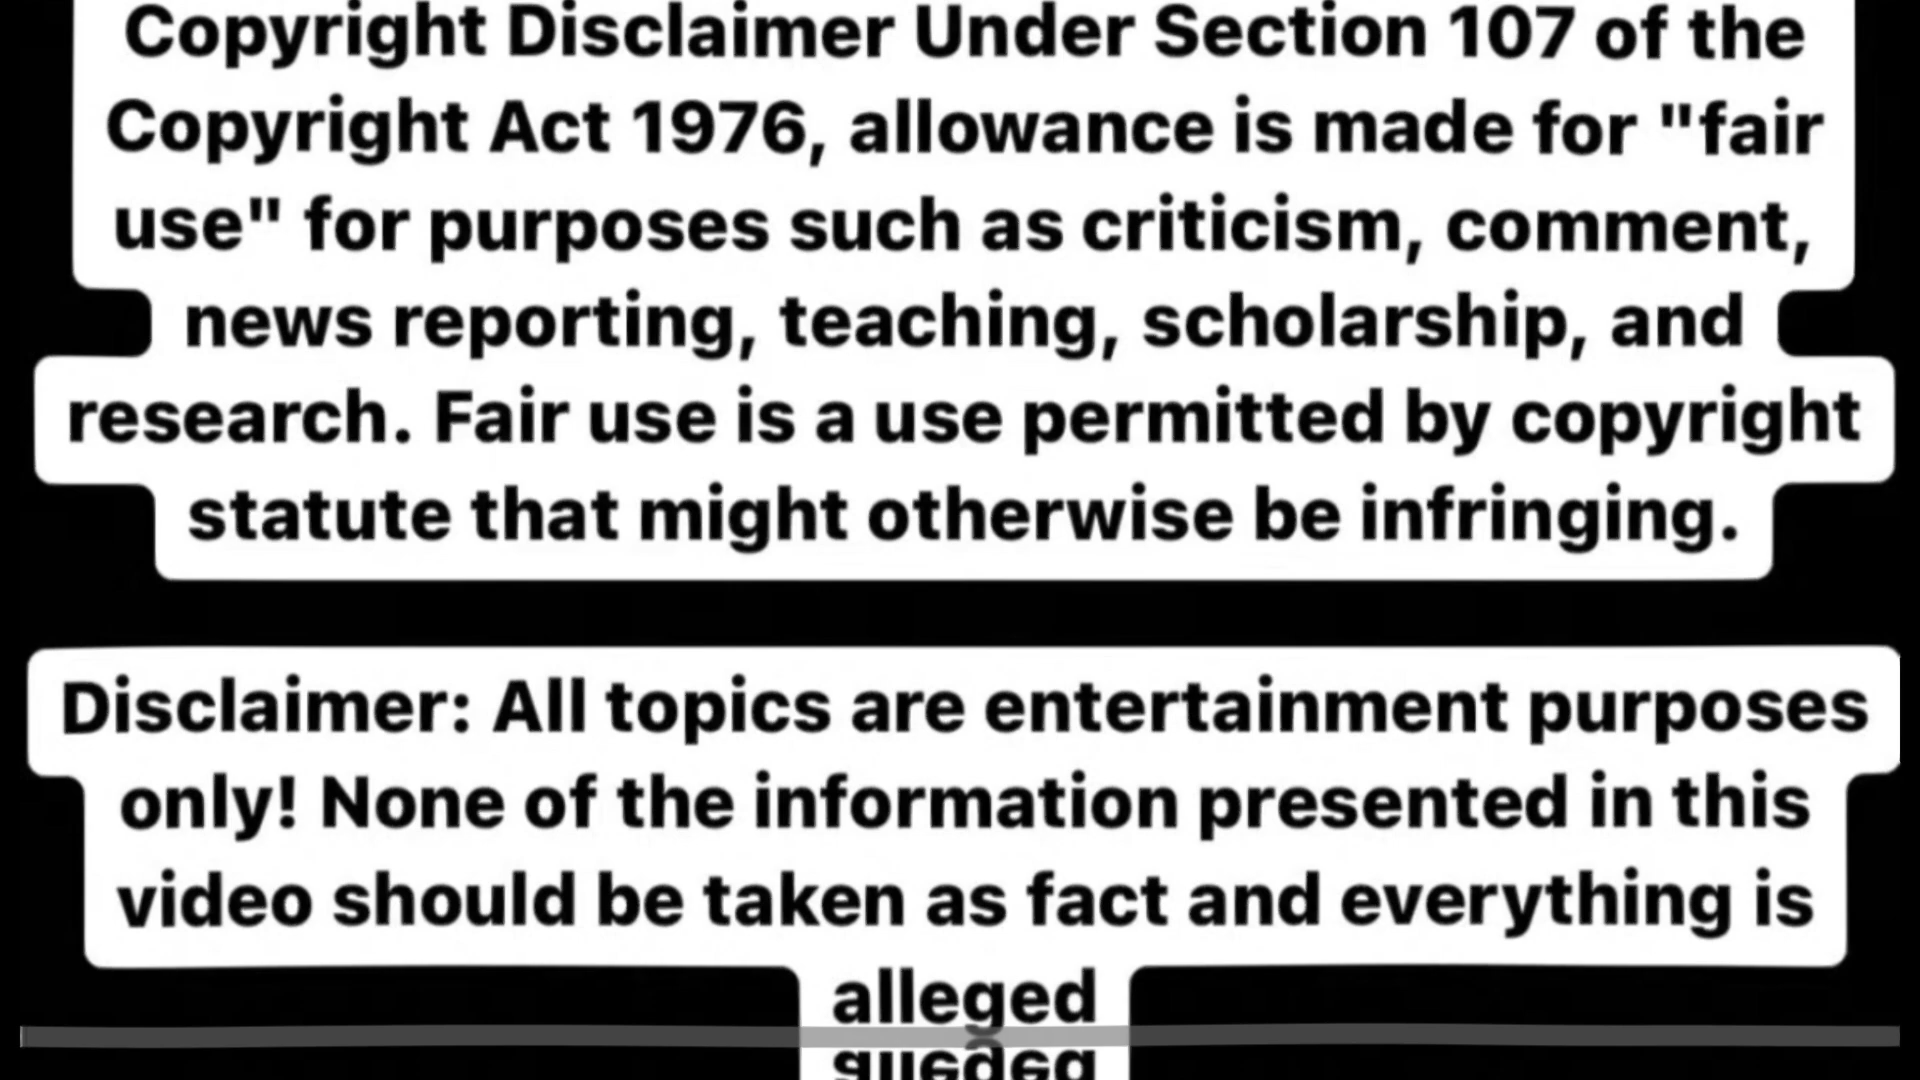 Copyright Disclaimer Under Section 107 of the
Copyright Act 1976, allowance is made for "fair
use" for purposes such as criticism, comment,
news reporting, teaching, scholarship, and
research. Fair use is a use permitted by copyright
statute that might otherwise be infringing.
Disclaimer: All topics are entertainment purposes
only! None of the information presented in this
video should be taken as fact and everything is
alleged